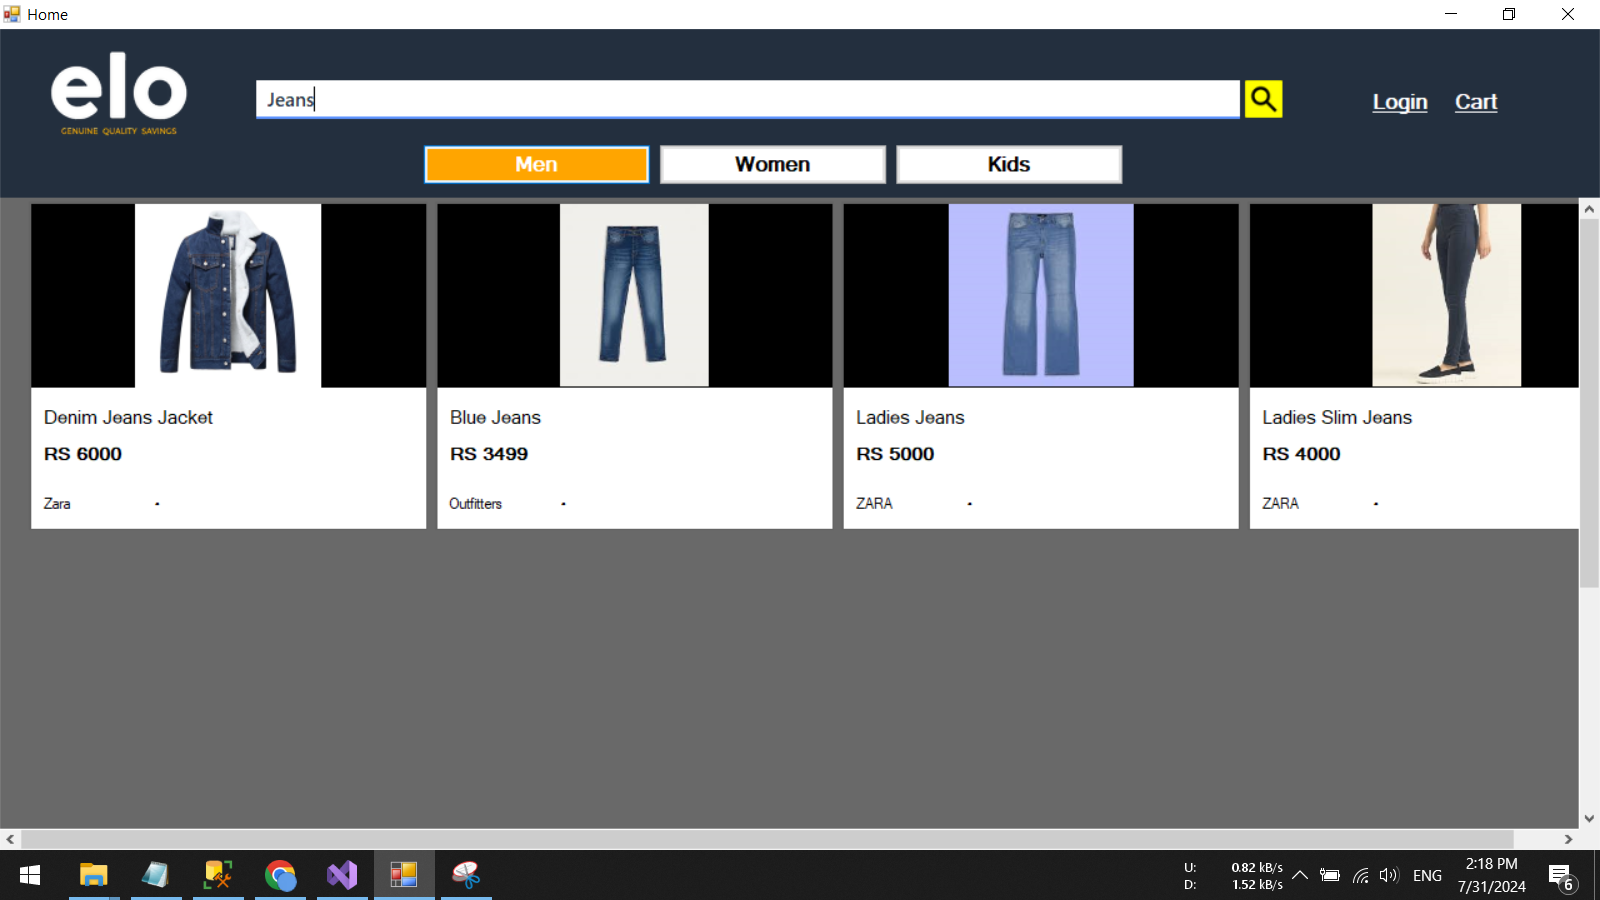 Home
elo
GENUINE QUALITY SAVINGS
Jeans
Login Cart
Men Women Kids
Denim Jeans Jacket
RS 6000
Zara -
Blue Jeans
RS 3499
Outfitters -
Ladies Jeans
RS 5000
ZARA -
Ladies Slim Jeans
RS 4000
ZARA -
U: 0.82 kB/s
D: 1.52 kB/s
ENG
2:18 PM
7/31/2024
6